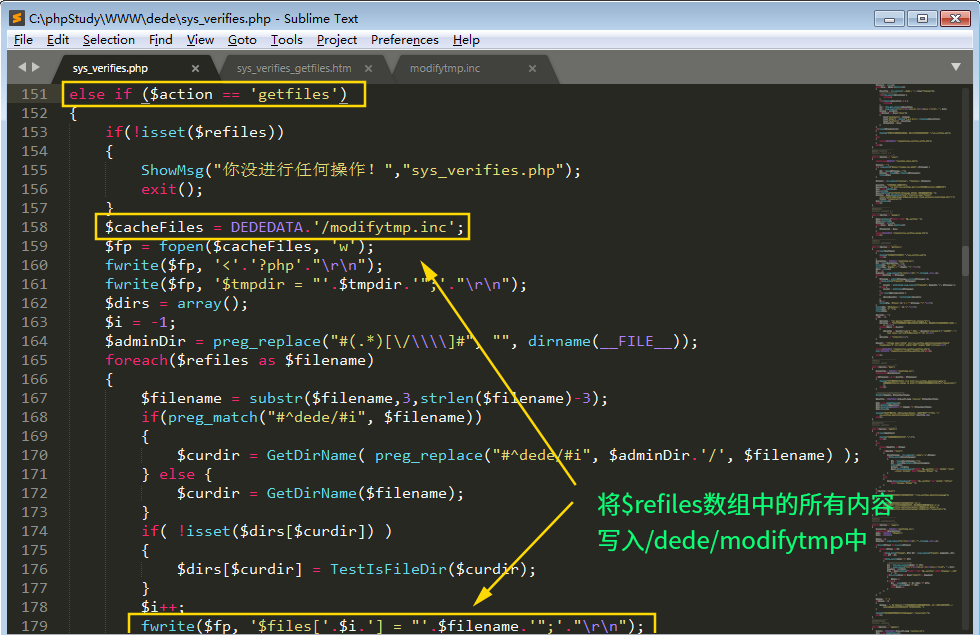 C:\phpStudy\WWW\dede\sys_verifies.php - Sublime Text
File Edit Selection Find View Goto Tools Project Preferences Help
sys_verifies.php × sys_verifies_getfiles.htm × modifytmp.inc ×
151 else if ($action == 'getfiles')
152 {
153     if(!isset($refiles))
154     {
155         ShowMsg("你没进行任何操作！","sys_verifies.php");
156         exit();
157     }
158     $cacheFiles = DEDEDATA.'/modifytmp.inc';
159     $fp = fopen($cacheFiles, 'w');
160     fwrite($fp, '<'.'?php'."\r\n");
161     fwrite($fp, '$tmpdir = "'.$tmpdir.'";'."\r\n");
162     $dirs = array();
163     $i = -1;
164     $adminDir = preg_replace("#(.*)[\/\\\\]#", "", dirname(__FILE__));
165     foreach($refiles as $filename)
166     {
167         $filename = substr($filename,3,strlen($filename)-3);
168         if(preg_match("#^dede/#i", $filename))
169         {
170             $curdir = GetDirName( preg_replace("#^dede/#i", $adminDir.'/', $filename) );
171         } else {
172             $curdir = GetDirName($filename);
173         }
174         if( !isset($dirs[$curdir]) )
175         {
176             $dirs[$curdir] = TestIsFileDir($curdir);
177         }
178         $i++;
179         fwrite($fp, '$files['.$i.'] = "'.$filename.'";'."\r\n");
将$refiles数组中的所有内容
写入/dede/modifytmp中